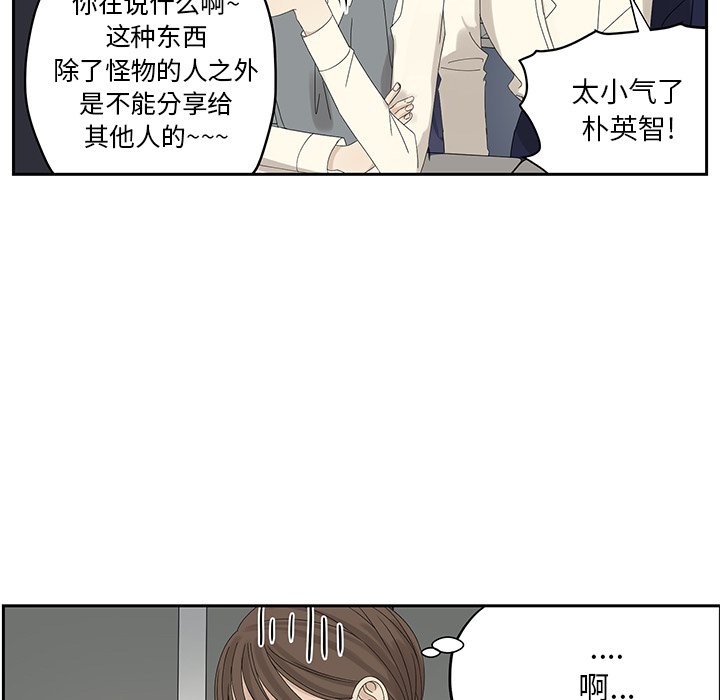 你在说什么啊~
这种东西
除了怪物的人之外
是不能分享给
其他人的~~~
太小气了
朴英智!
....
啊...